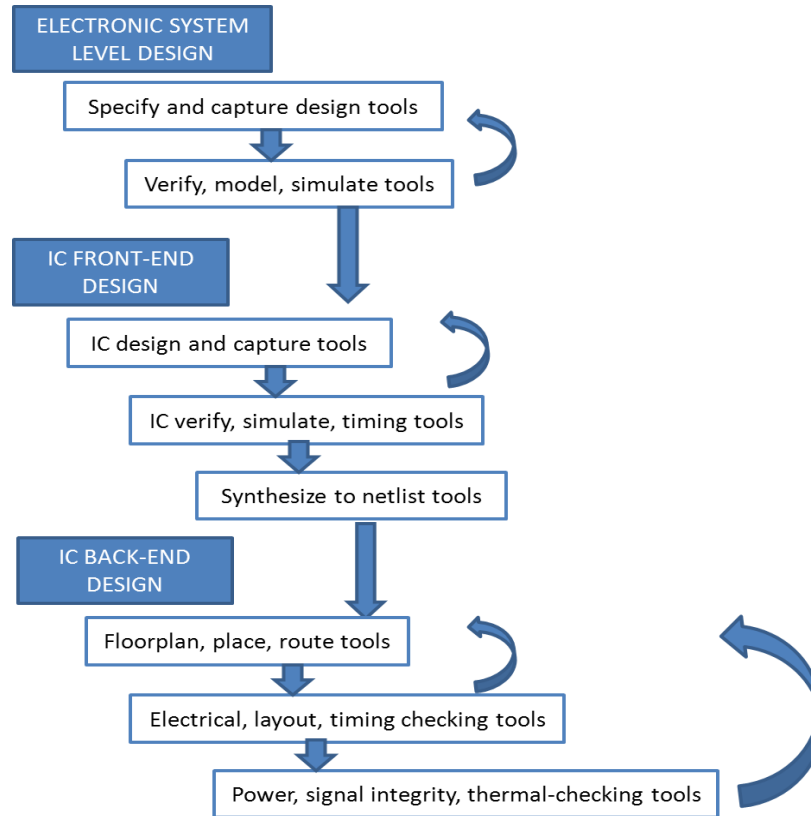 ELECTRONIC SYSTEM
LEVEL DESIGN
Specify and capture design tools
Verify, model, simulate tools
IC FRONT-END
DESIGN
IC design and capture tools
IC verify, simulate, timing tools
Synthesize to netlist tools
IC BACK-END
DESIGN
Floorplan, place, route tools
Electrical, layout, timing checking tools
Power, signal integrity, thermal-checking tools